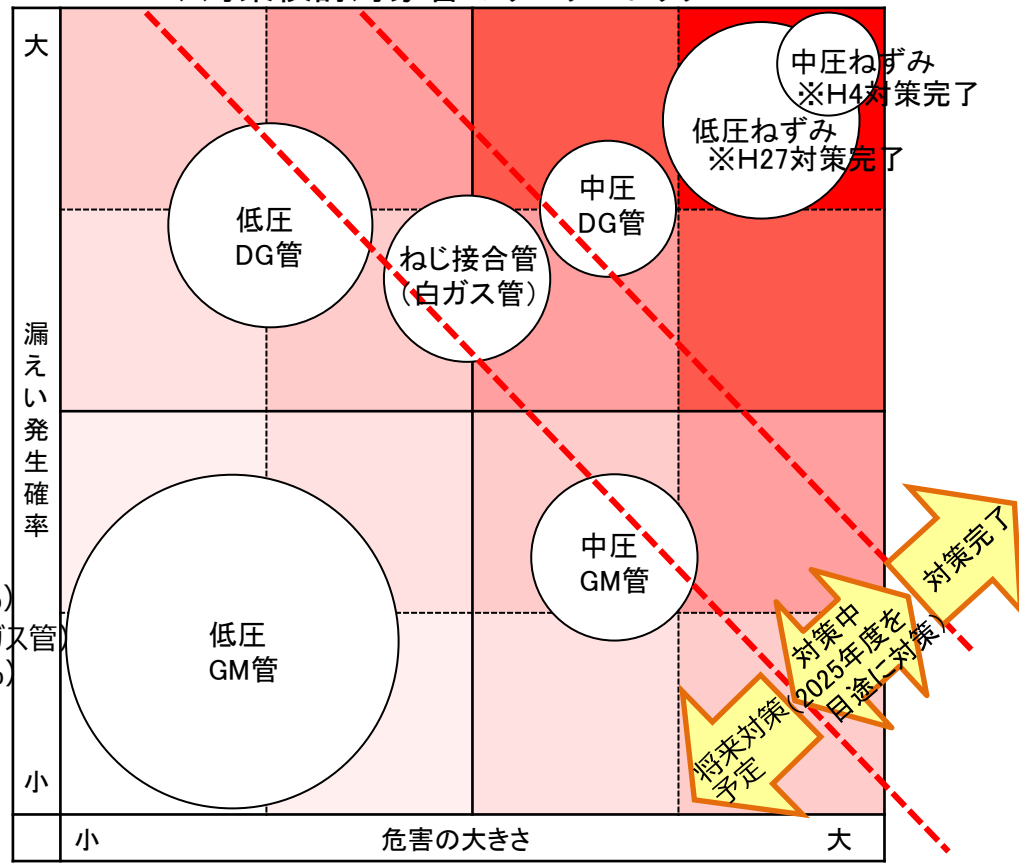 大
中圧ねずみ
※H4対策完了
低圧ねずみ
※H27対策完了
中圧
DG管
低圧
DG管
ねじ接合管
（白ガス管）
漏えい発生確率
中圧
GM管
低圧
GM管
ス管）
対策完了
対策中
（2025年度を
目途に対策）
将来対策
予定
小
小
危害の大きさ
大